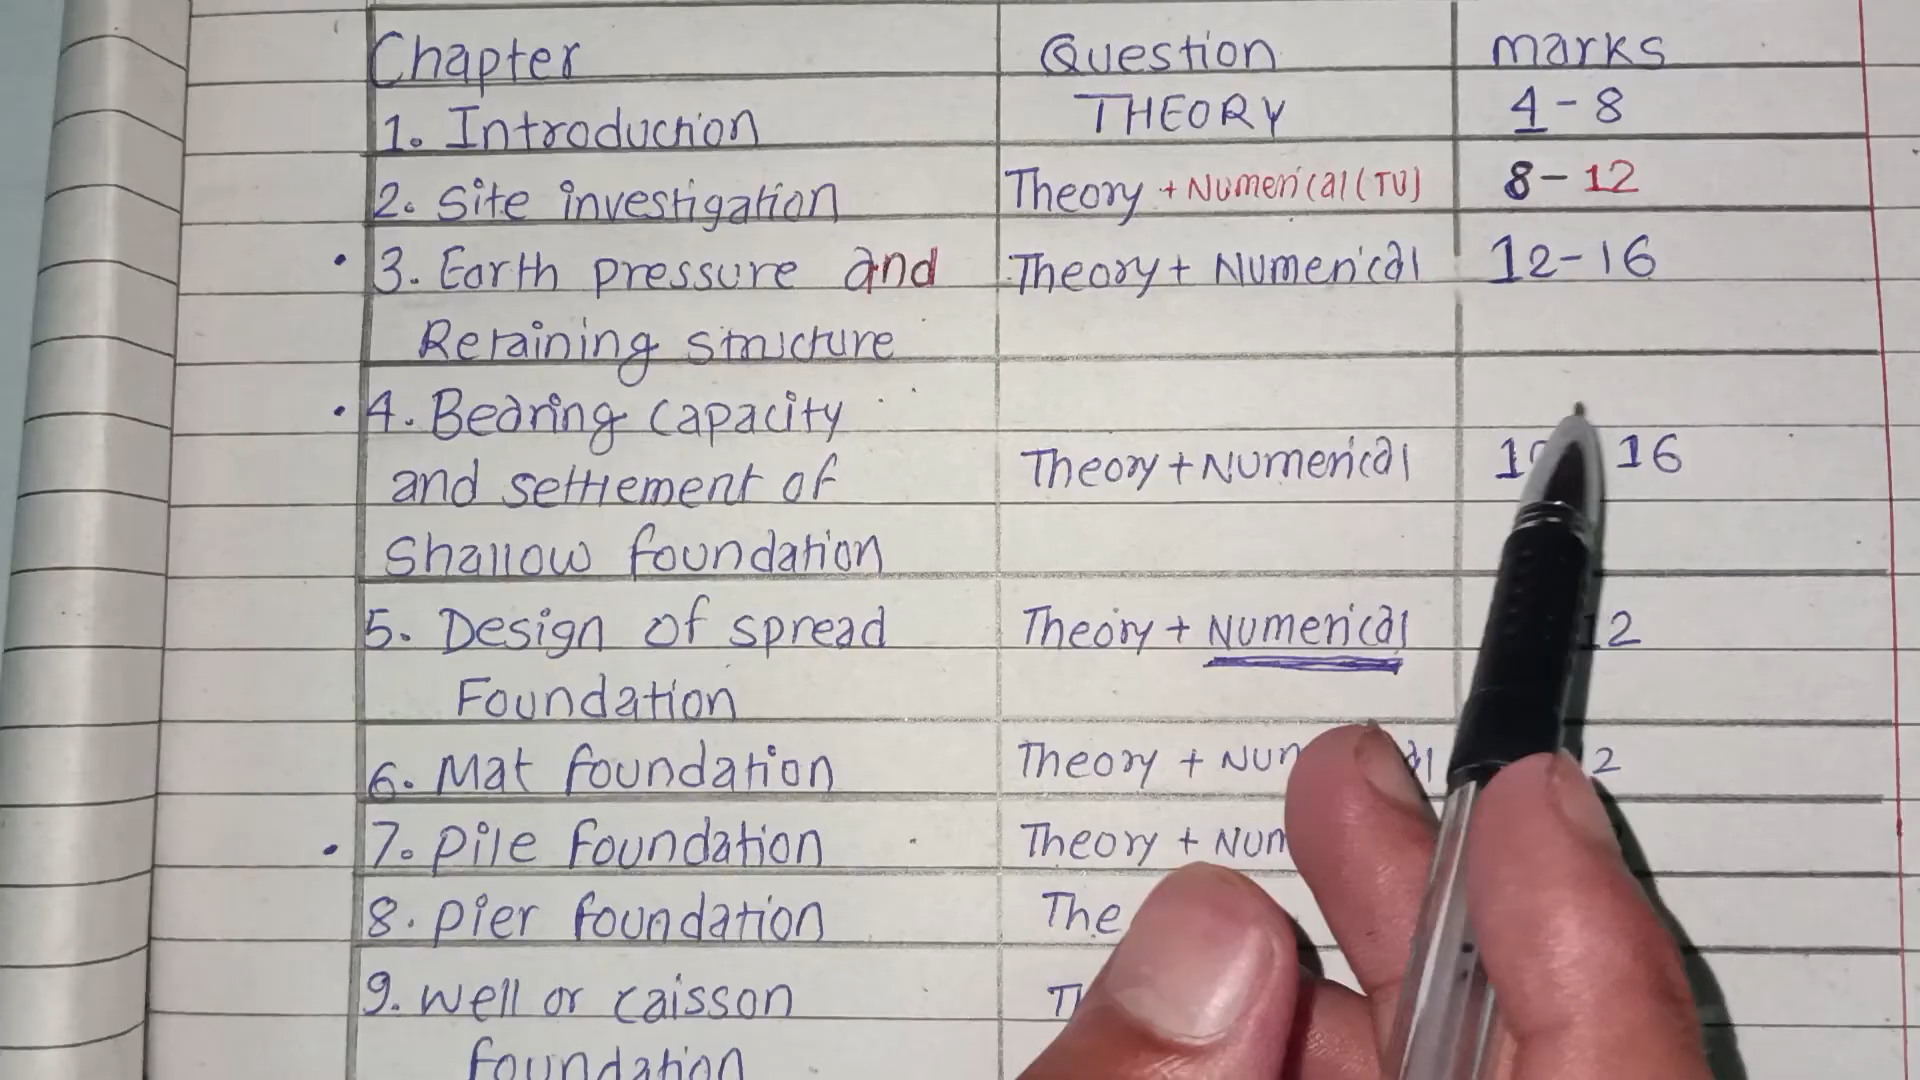 Chapter Question marks
1. Introduction THEORY 4 - 8
2. Site investigation Theory + Numerical (TU) 8 - 12
3. Earth pressure and Theory + Numerical 12 - 16
Retaining structure
4. Bearing capacity
and settlement of Theory + Numerical 16
Shallow foundation
5. Design of spread Theory + Numerical
Foundation
6. Mat foundation Theory +
7. pile foundation Theory +
8. pier foundation
9. well or caisson
foundation